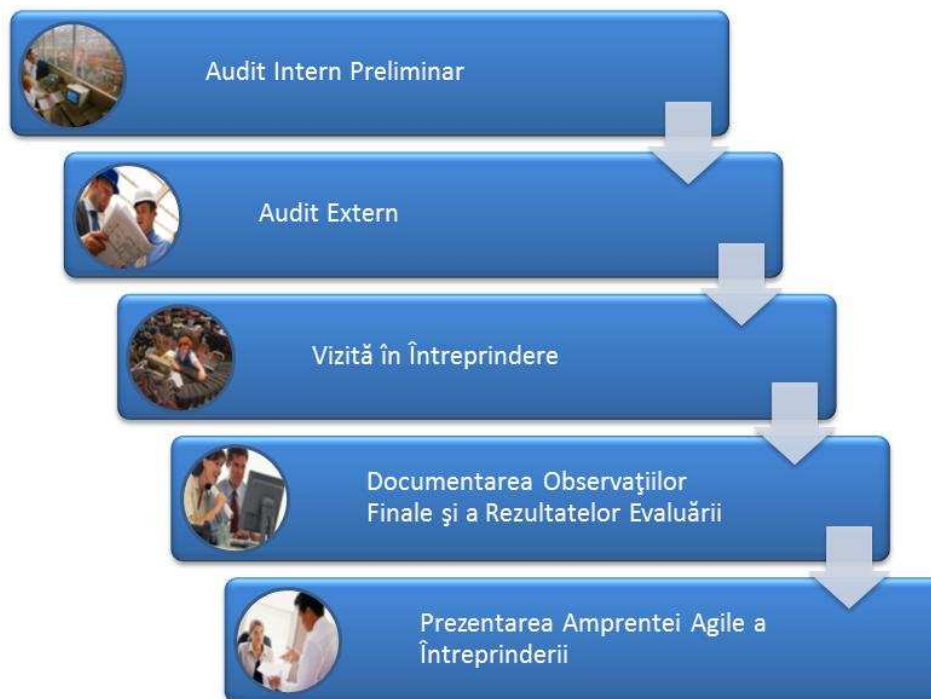 Audit Intern Preliminar
Audit Extern
Vizită în Întreprindere
Documentarea Observaţiilor
Finale şi a Rezultatelor Evaluării
Prezentarea Amprentei Agile a
Întreprinderii